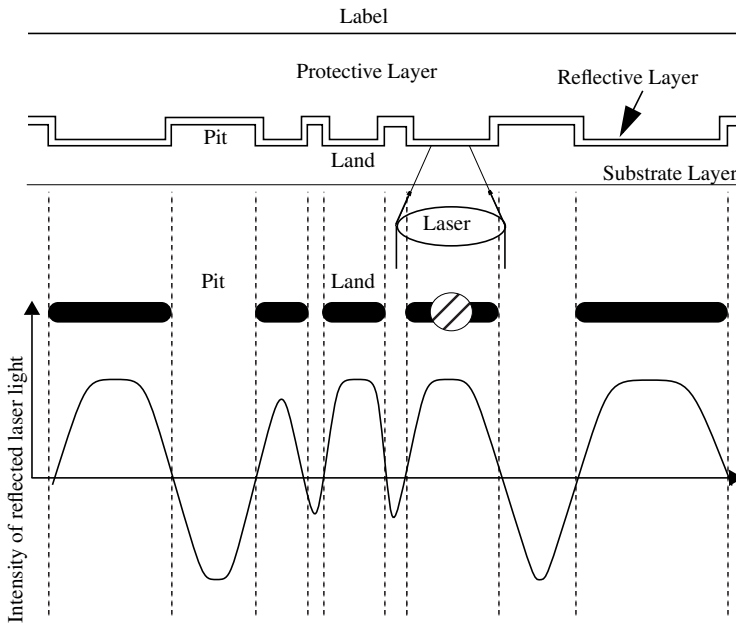 Label
Protective Layer
Reflective Layer
Pit
Land
Substrate Layer
Laser
Pit
Land
Intensity of reflected laser light